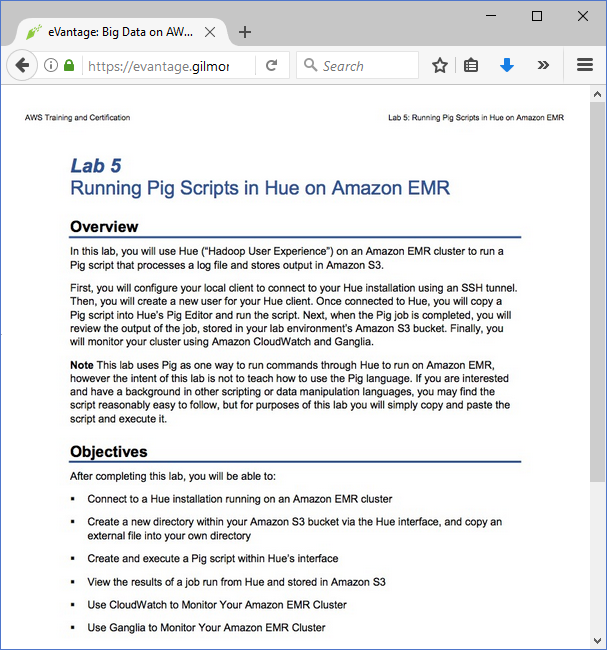 eVantage: Big Data on AW...
https://evantage.gilmor
Search
AWS Training and Certification
Lab 5: Running Pig Scripts in Hue on Amazon EMR
Lab 5
Running Pig Scripts in Hue on Amazon EMR
Overview
In this lab, you will use Hue ("Hadoop User Experience") on an Amazon EMR cluster to run a
Pig script that processes a log file and stores output in Amazon S3.
First, you will configure your local client to connect to your Hue installation using an SSH tunnel.
Then, you will create a new user for your Hue client. Once connected to Hue, you will copy a
Pig script into Hue's Pig Editor and run the script. Next, when the Pig job is completed, you will
review the output of the job, stored in your lab environment's Amazon S3 bucket. Finally, you
will monitor your cluster using Amazon CloudWatch and Ganglia.
Note This lab uses Pig as one way to run commands through Hue to run on Amazon EMR,
however the intent of this lab is not to teach how to use the Pig language. If you are interested
and have a background in other scripting or data manipulation languages, you may find the
script reasonably easy to follow, but for purposes of this lab you will simply copy and paste the
script and execute it.
Objectives
After completing this lab, you will be able to:
▪ Connect to a Hue installation running on an Amazon EMR cluster
▪ Create a new directory within your Amazon S3 bucket via the Hue interface, and copy an
external file into your own directory
▪ Create and execute a Pig script within Hue's interface
▪ View the results of a job run from Hue and stored in Amazon S3
▪ Use CloudWatch to Monitor Your Amazon EMR Cluster
▪ Use Ganglia to Monitor Your Amazon EMR Cluster